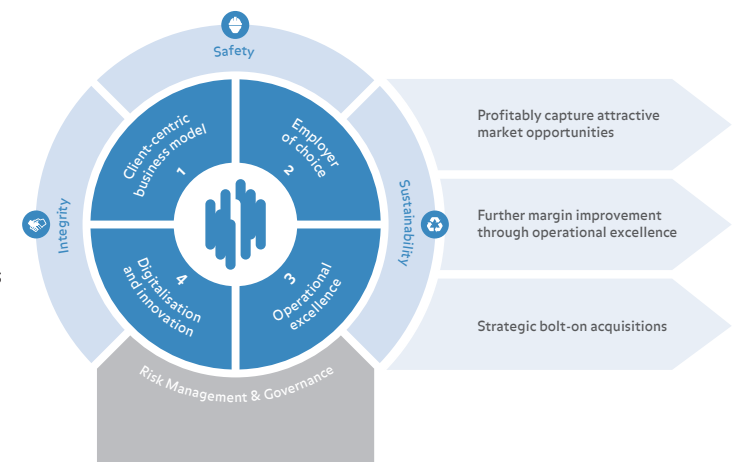 Safety
Integrity
Sustainability
Client-centric
business model
1
Employer
of choice
2
3
Operational
excellence
4
Digitalisation
and innovation
Risk Management & Governance
Profitably capture attractive
market opportunities
Further margin improvement
through operational excellence
Strategic bolt-on acquisitions
s